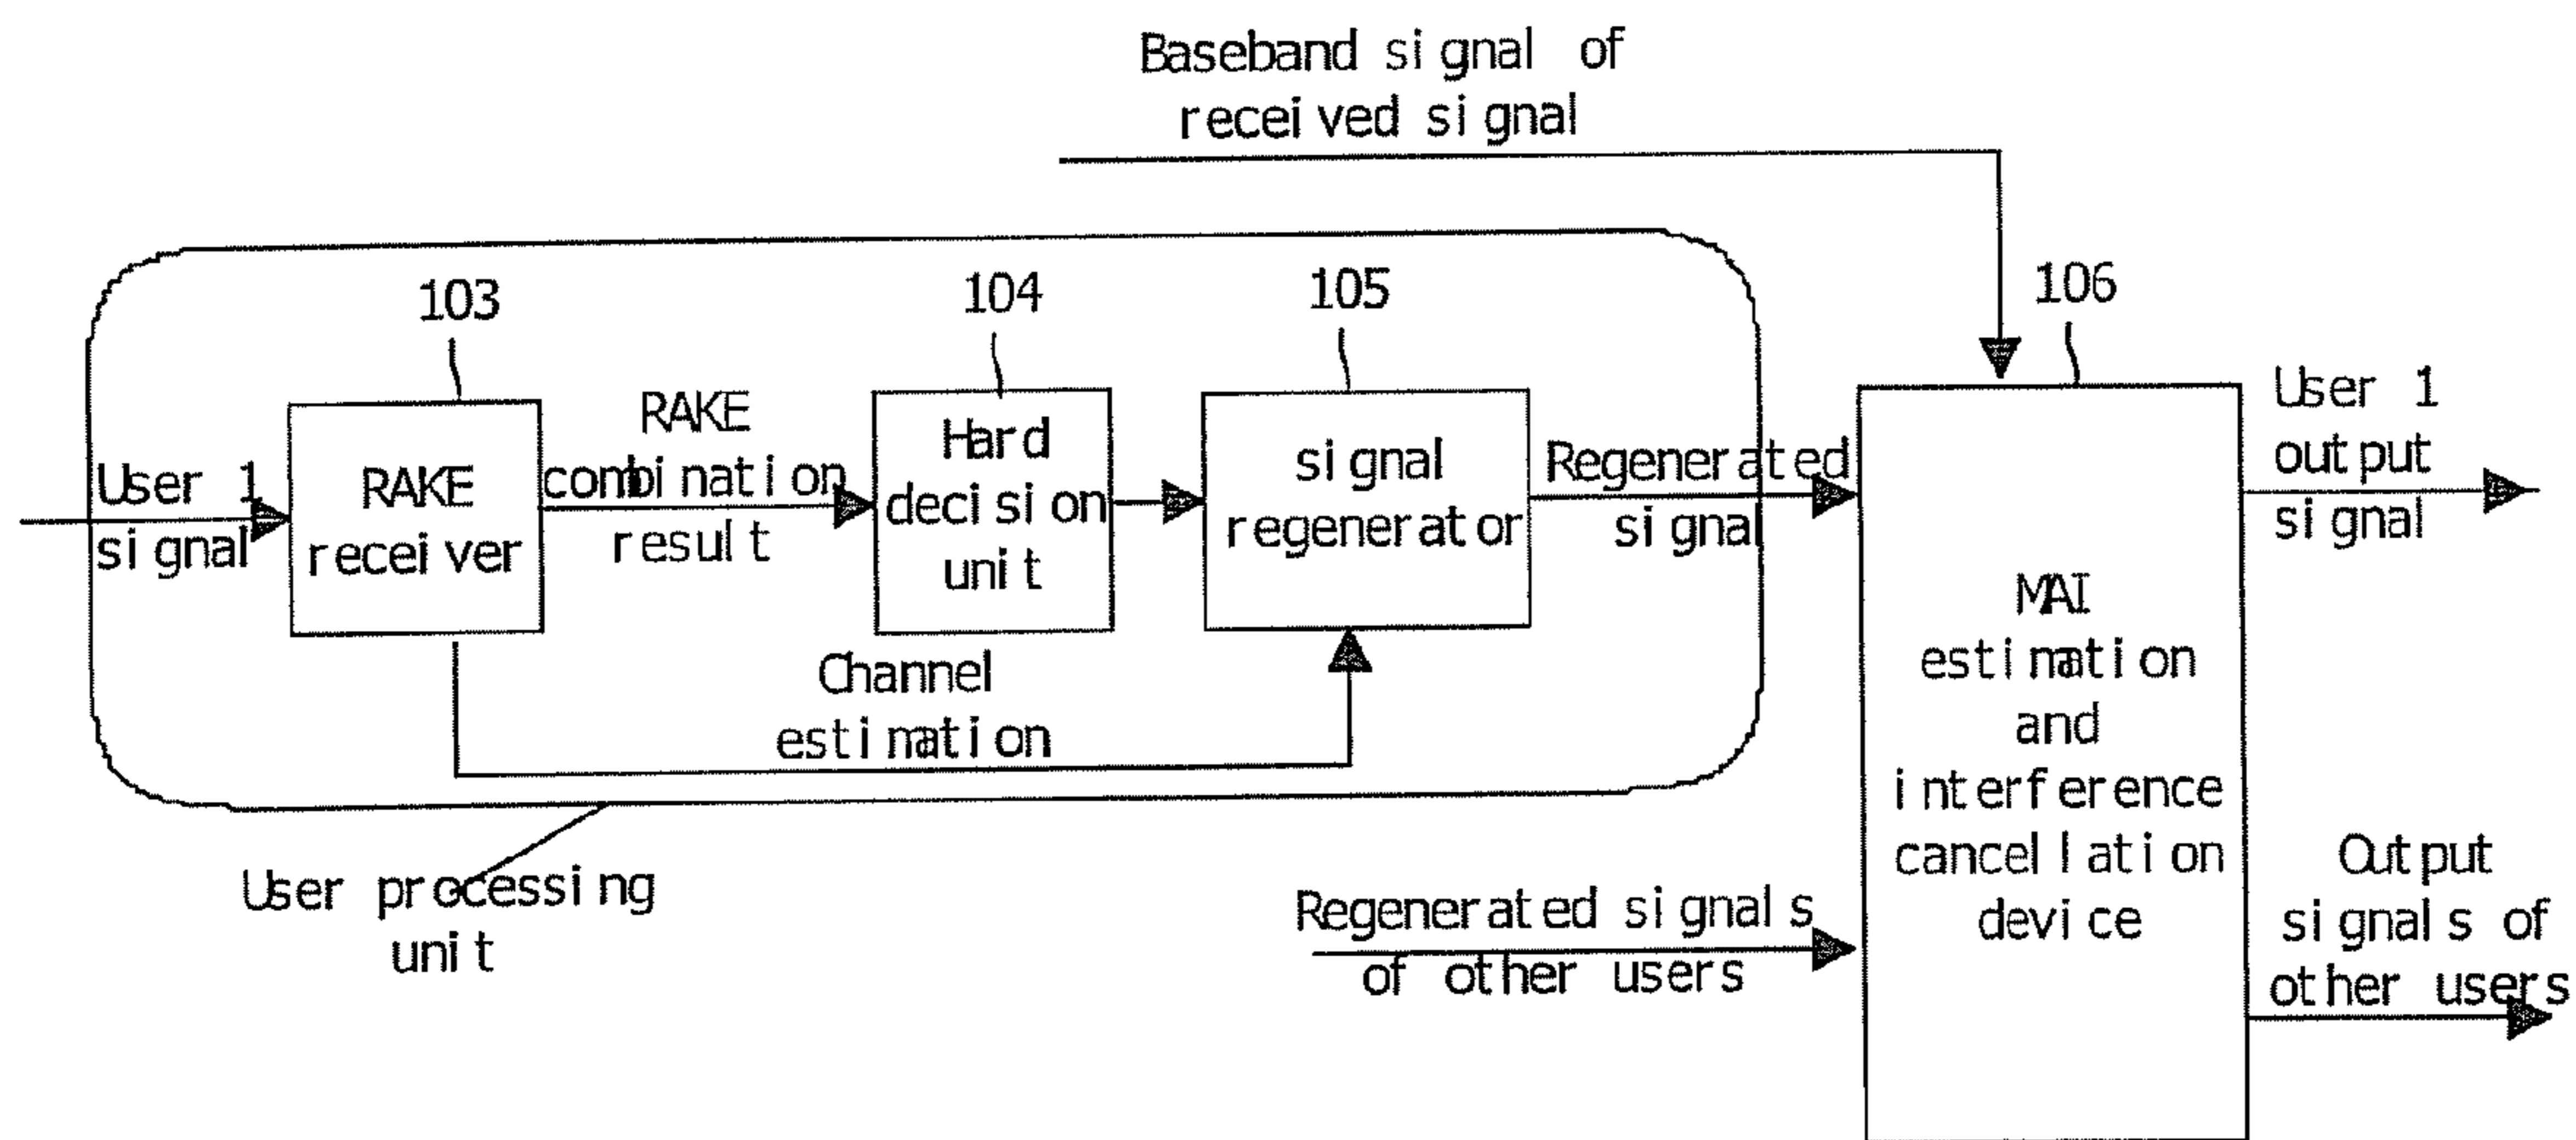 Baseband signal of
received signal
103
104
105
106
User 1
signal
RAKE
receiver
RAKE
combination
result
Hard
decision
unit
signal
regenerator
Regenerated
signal
Channel
estimation
User processing
unit
Regenerated signals
of other users
MAI
estimation
and
interference
cancellation
device
User 1
output
signal
Output
signals of
other users